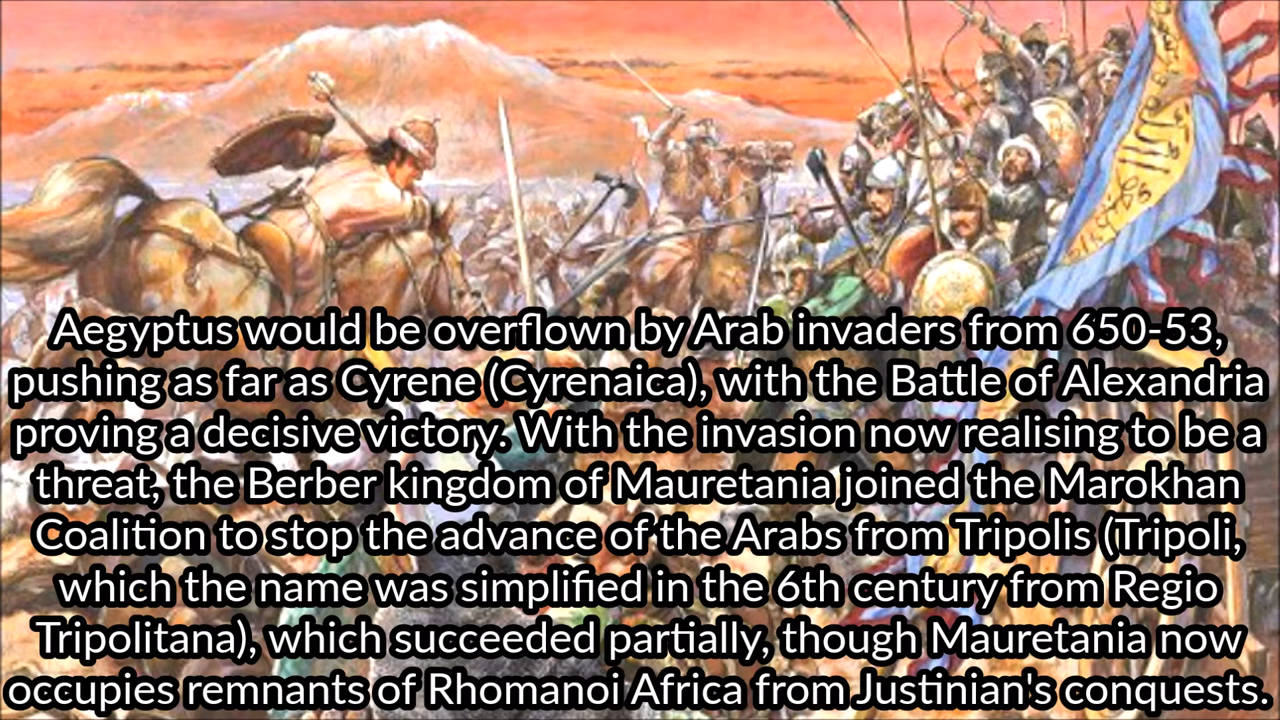 Aegyptus would be overflown by Arab invaders from 650-53,
pushing as far as Cyrene (Cyrenaica), with the Battle of Alexandria
proving a decisive victory. With the invasion now realising to be a
threat, the Berber kingdom of Mauretania joined the Marokhan
Coalition to stop the advance of the Arabs from Tripolis (Tripoli,
which the name was simplified in the 6th century from Regio
Tripolitana), which succeeded partially, though Mauretania now
occupies remnants of Rhomanoi Africa from Justinian's conquests.